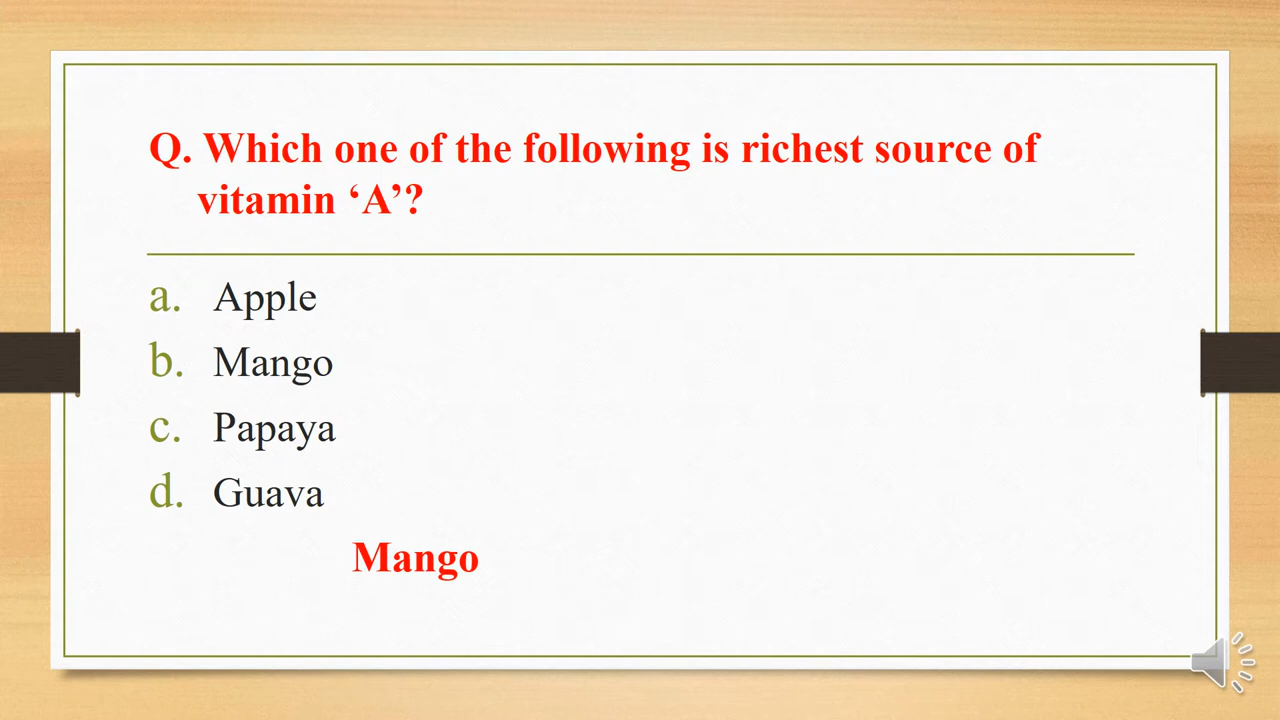 Q. Which one of the following is richest source of
vitamin ‘A’?
a. Apple
b. Mango
c. Papaya
d. Guava
Mango